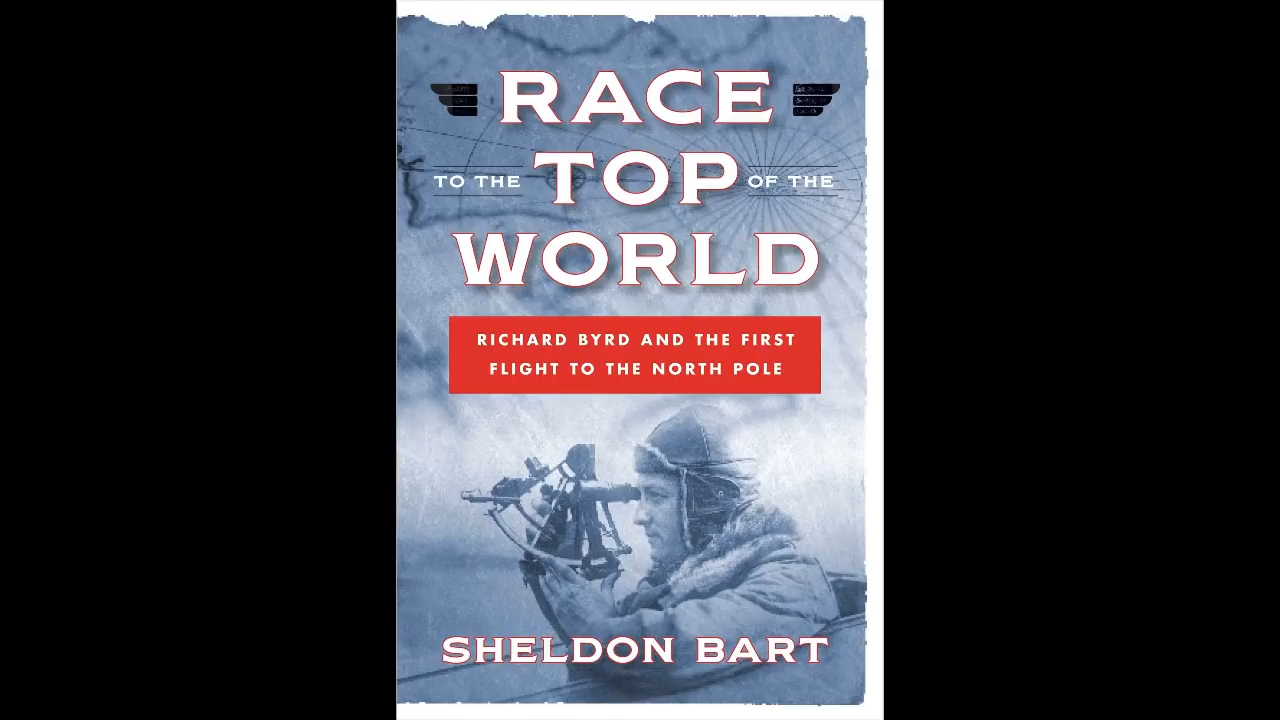 RACE
TO THE TOP OF THE
WORLD
RICHARD BYRD AND THE FIRST
FLIGHT TO THE NORTH POLE
SHELDON BART